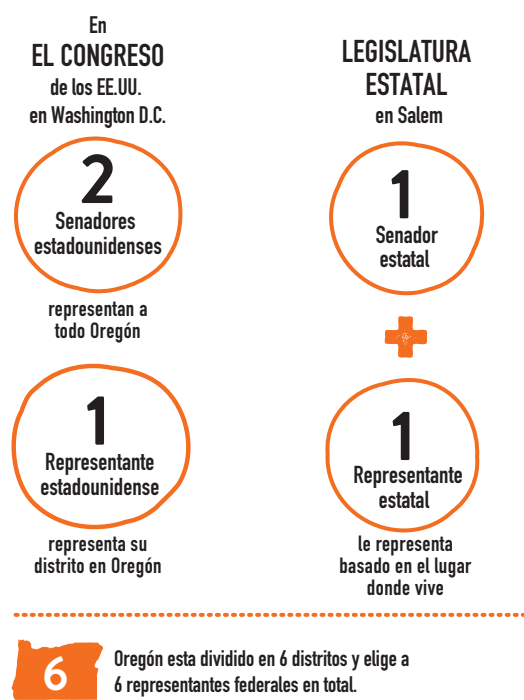 En
EL CONGRESO
de los EE.UU.
en Washington D.C.
2
Senadores
estadounidenses
representan a
todo Oregón
1
Representante
estadounidense
representa su
distrito en Oregón
LEGISLATURA
ESTATAL
en Salem
1
Senador
estatal
1
Representante
estatal
le representa
basado en el lugar
donde vive
6
Oregón esta dividido en 6 distritos y elige a
6 representantes federales en total.